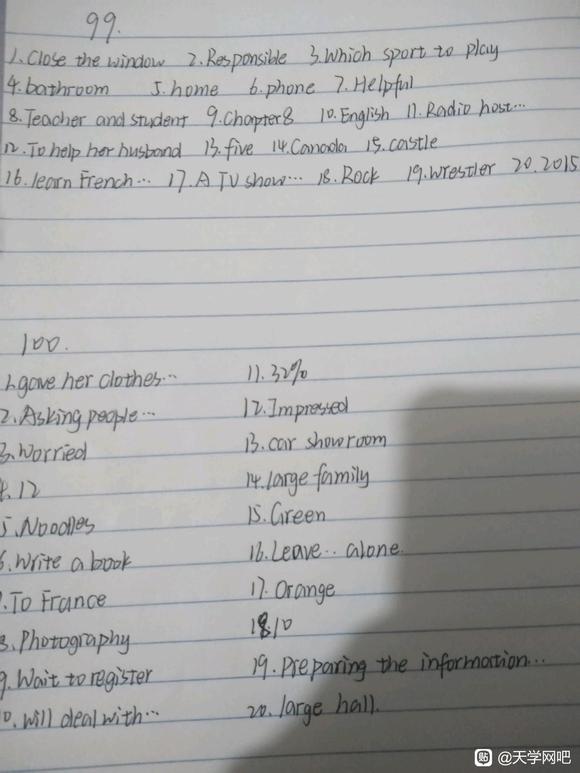 99.
1. Close the window 2. Responsible 3. Which sport to play
4. bathroom 5. home 6. phone 7. Helpful
8. Teacher and student 9. Chapter 8 10. English 11. Radio host...
12. To help her husband 13. five 14. Canada 15. castle
16. learn French... 17. A TV show... 18. Rock 19. wrestler 20. 2015
100.
1. gave her clothes... 11. 32%
2. Asking people... 12. Impressed
3. Worried 13. car showroom
4. 12 14. large family
5. Noodles 15. Green
6. Write a book 16. Leave... alone.
7. To France 17. Orange
8. Photography 18. 10
9. Wait to register 19. Preparing the information...
10. will deal with... 20. large hall.
贴 @天学网吧